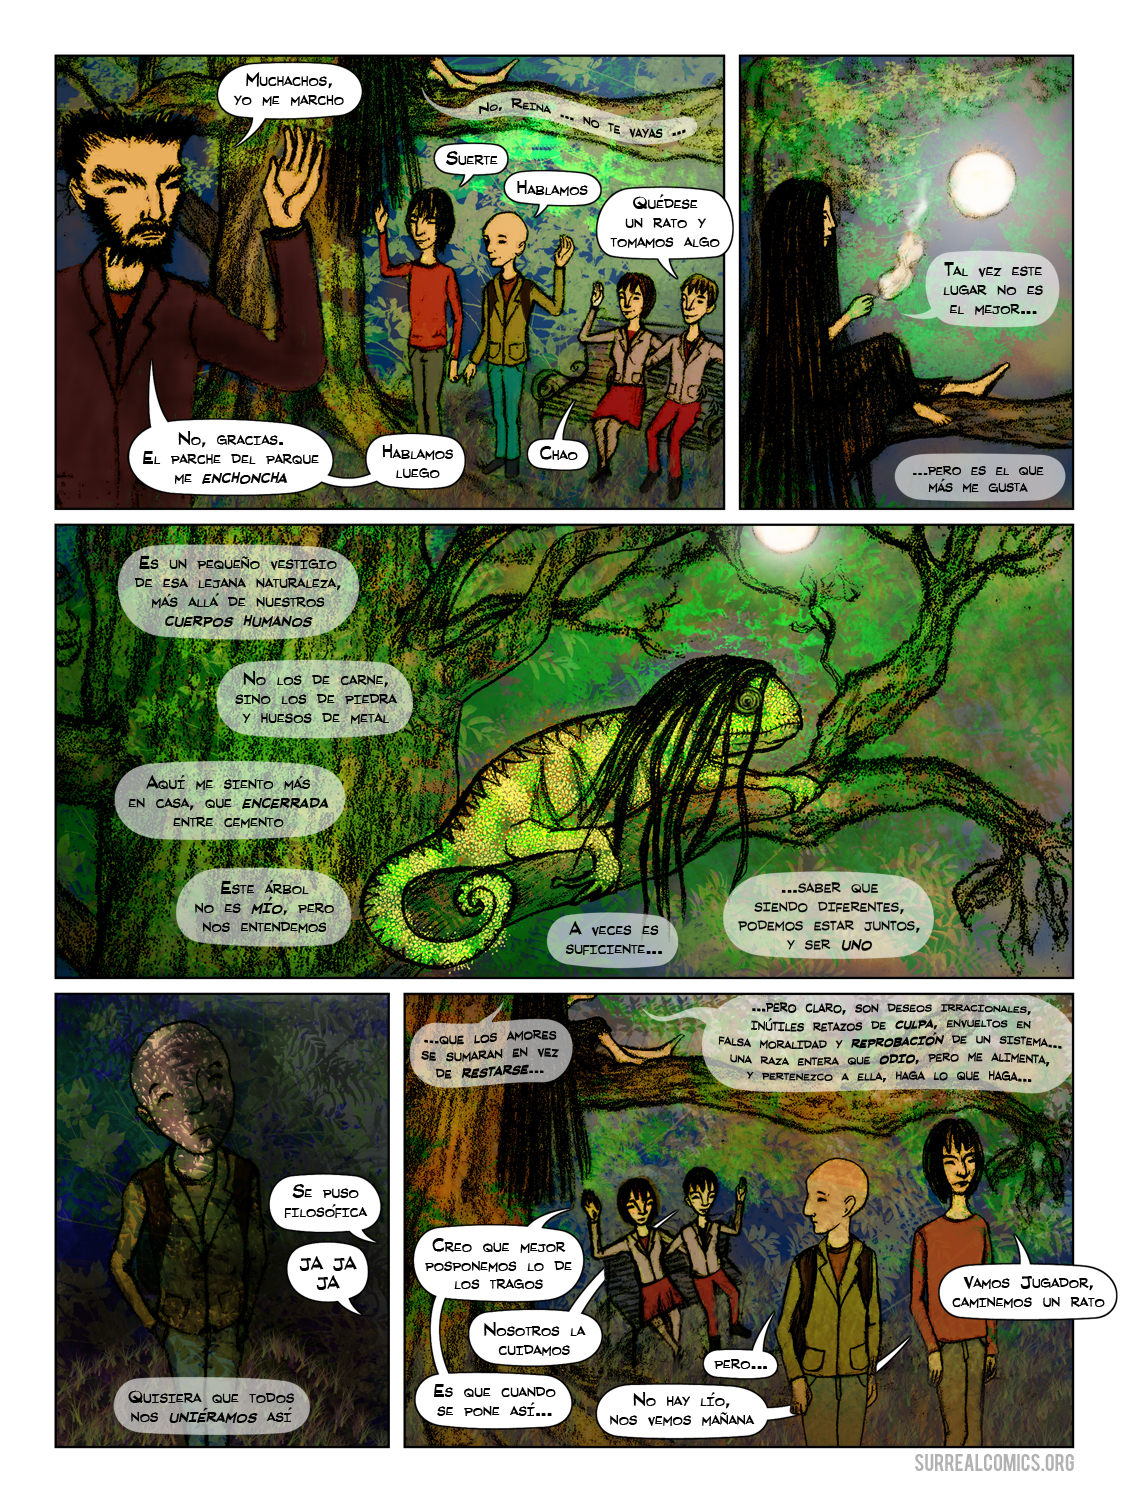 Muchachos,
yo me marcho
No, Reina ... no te vayas ...
Suerte
Hablamos
Quédese
un rato y
tomamos algo
No, gracias.
El parche del parque
me enchoncha
Hablamos
luego
Chao
Tal vez este
lugar no es
el mejor...
...pero es el que
más me gusta
Es un pequeño vestigio
de esa lejana naturaleza,
más allá de nuestros
cuerpos humanos
No los de carne,
sino los de piedra
y huesos de metal
Aquí me siento más
en casa, que encerrada
entre cemento
Este árbol
no es mío, pero
nos entendemos
A veces es
suficiente...
...saber que
siendo diferentes,
podemos estar juntos,
y ser uno
Se puso
filosófica
ja ja
ja
Quisiera que todos
nos uniéramos así
...que los amores
se sumaran en vez
de restarse...
...pero claro, son deseos irracionales,
inútiles retazos de culpa, envueltos en
falsa moralidad y reprobación de un sistema...
una raza entera que odio, pero me alimenta,
y pertenezco a ella, haga lo que haga...
Creo que mejor
posponemos lo de
los tragos
Nosotros la
cuidamos
Es que cuando
se pone así...
pero...
No hay lío,
nos vemos mañana
Vamos Jugador,
caminemos un rato
SURREALCOMICS.ORG